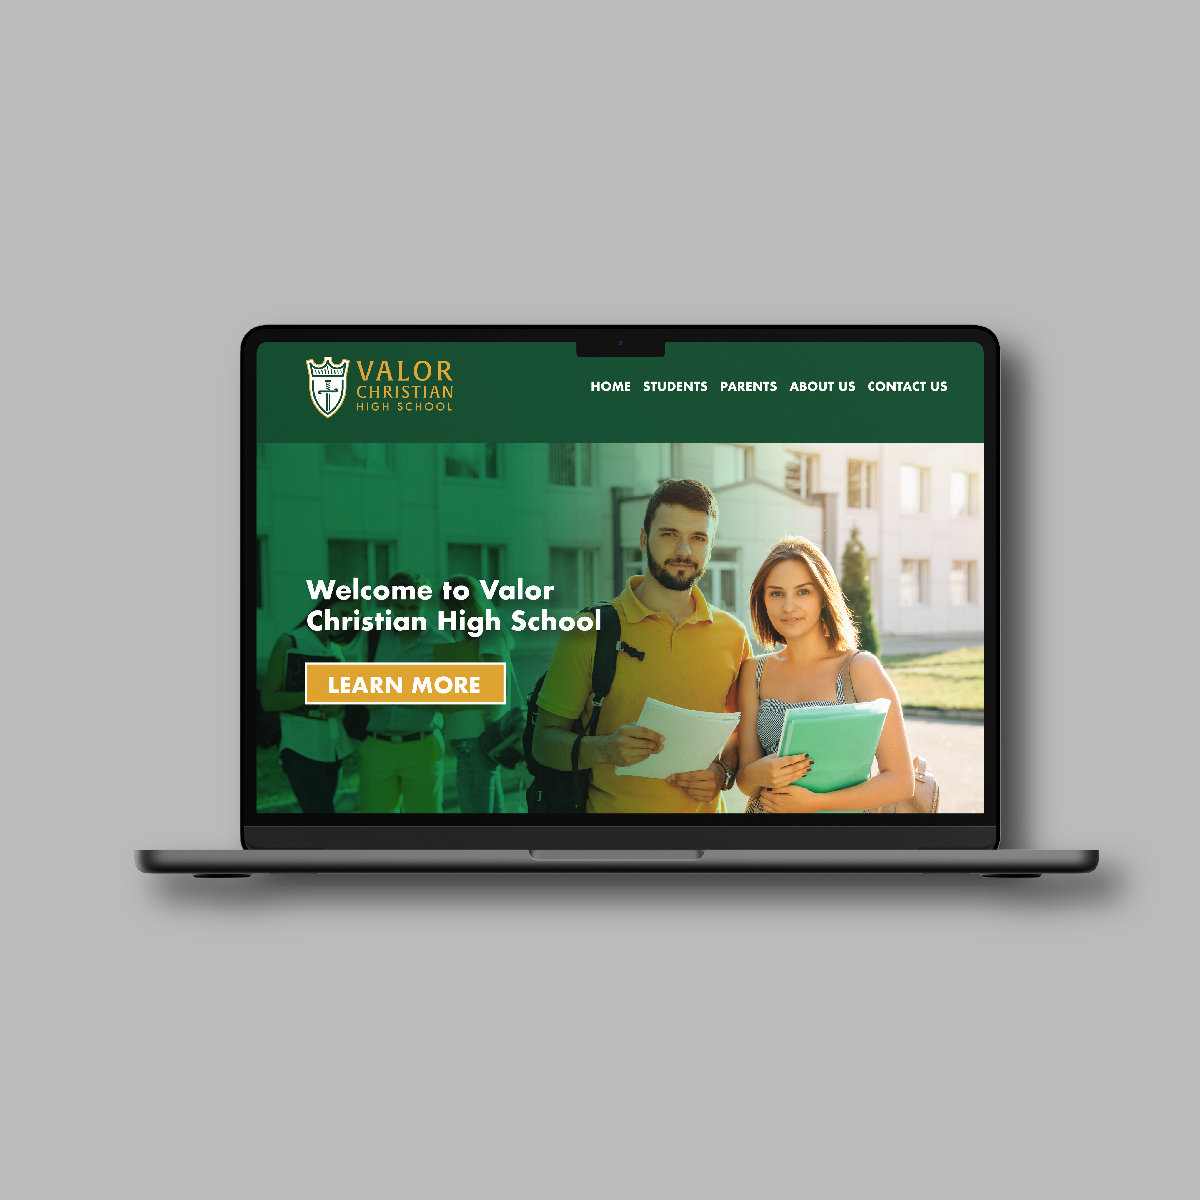 VALOR
CHRISTIAN
HIGH SCHOOL
HOME STUDENTS PARENTS ABOUT US CONTACT US
Welcome to Valor
Christian High School
LEARN MORE